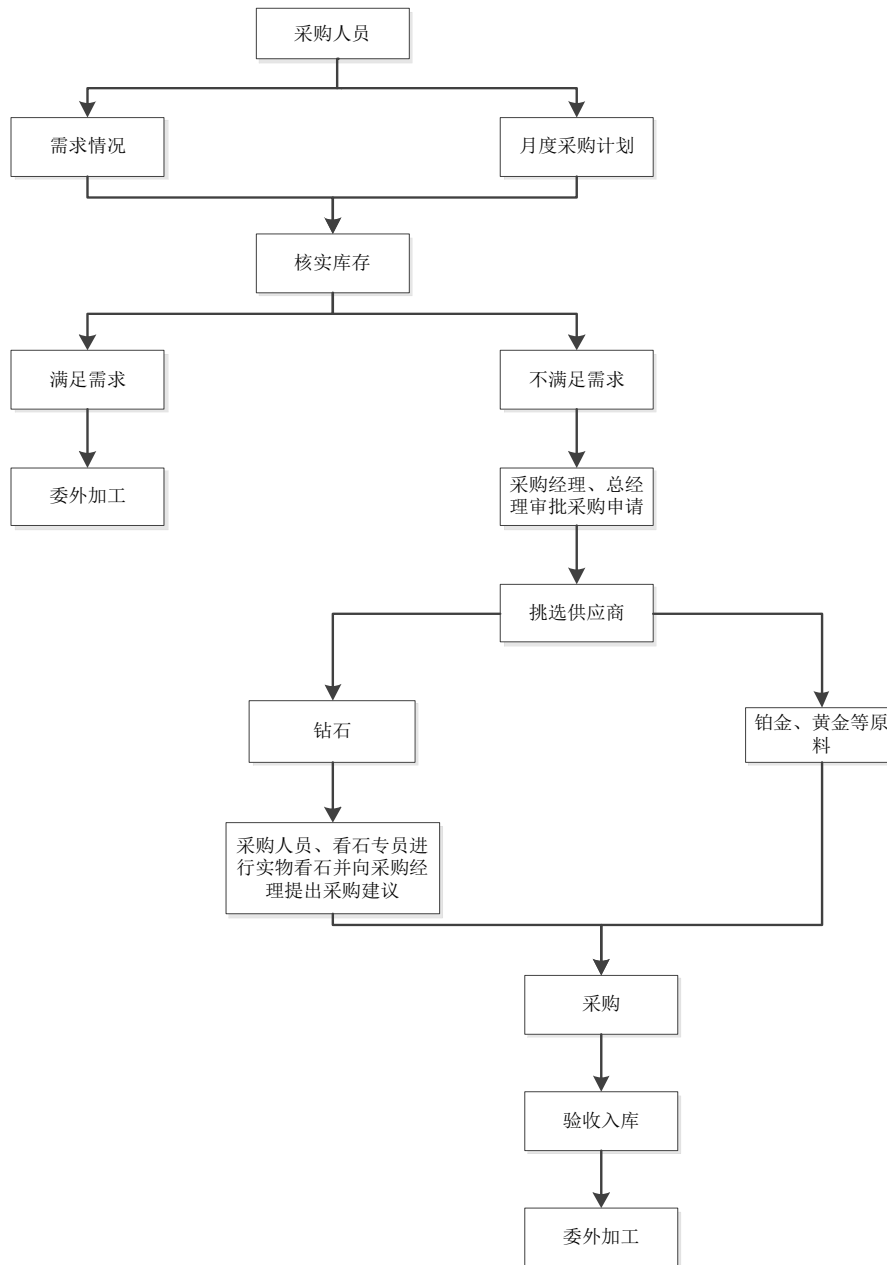 采购人员
需求情况
月度采购计划
核实库存
满足需求
不满足需求
委外加工
采购经理、总经
理审批采购申请
挑选供应商
钻石
铂金、黄金等原
料
采购人员、看石专员进
行实物看石并向采购经
理提出采购建议
采购
验收入库
委外加工